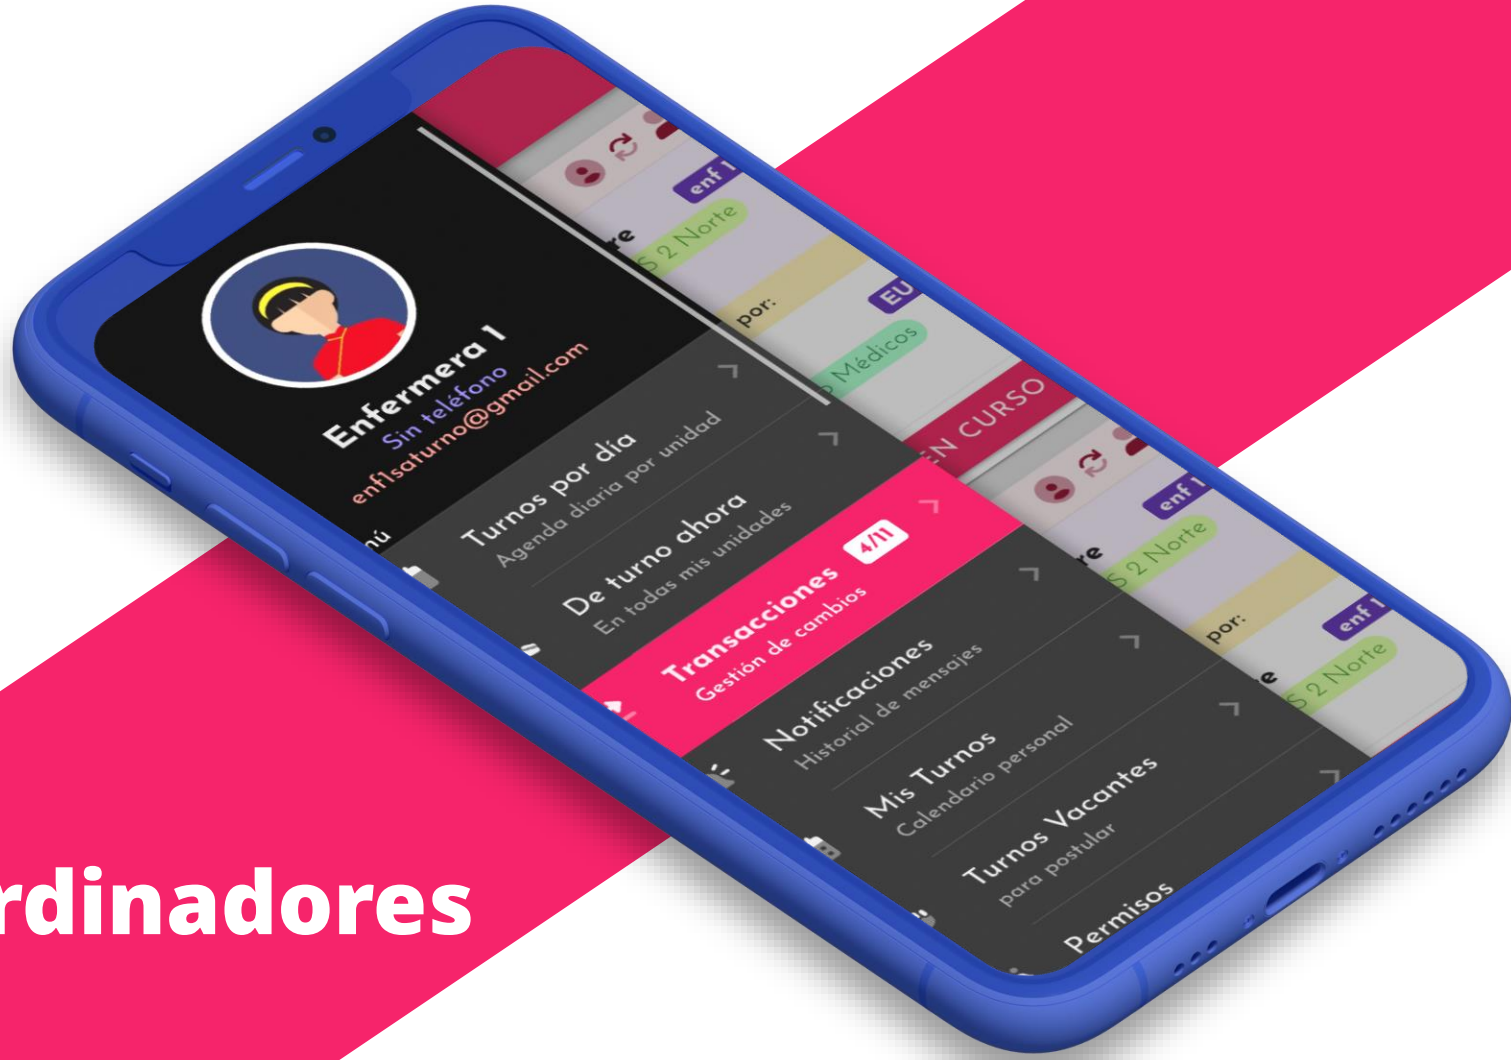 Enfermera 1
Sin teléfono
enf1saturno@gmail.com
nú
Turnos por día
Agenda diaria por unidad
De turno ahora
En todas mis unidades
Transacciones 4/11
Gestión de cambios
Notificaciones
Historial de mensajes
Mis Turnos
Calendario personal
Turnos Vacantes
para postular
Permisos
enf 1
re
S 2 Norte
por:
EU
o Médicos
EN CURSO
enf 1
re
S 2 Norte
por:
enf 1
e
S 2 Norte
rdinadores